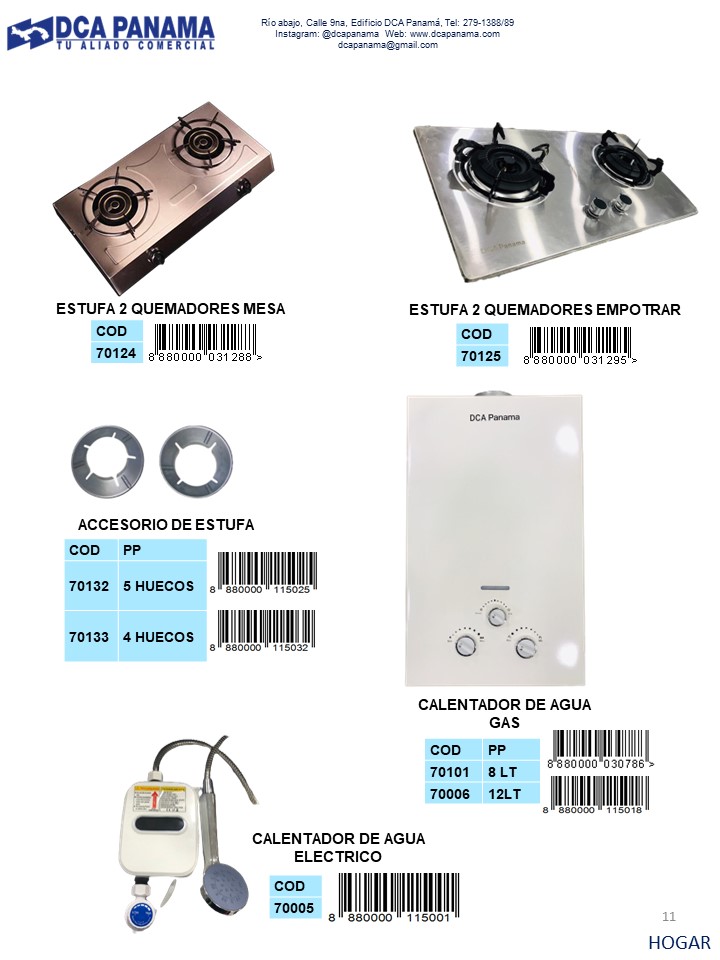 DCA PANAMA
TU ALIADO COMERCIAL
Río abajo, Calle 9na, Edificio DCA Panamá, Tel: 279-1388/89
Instagram: @dcapanama Web: www.dcapanama.com
dcapanama@gmail.com
ESTUFA 2 QUEMADORES MESA
COD
70124
8 880000 031288 >
DCA Panama
ESTUFA 2 QUEMADORES EMPOTRAR
COD
70125
8 880000 031295 >
ACCESORIO DE ESTUFA
COD PP
70132 5 HUECOS
8 880000 115025
70133 4 HUECOS
8 880000 115032
DCA Panama
CALENTADOR DE AGUA
GAS
COD PP
70101 8 LT
70006 12LT
8 880000 030786 >
8 880000 115018
CALENTADOR DE AGUA
ELECTRICO
COD
70005
8 880000 115001
11
HOGAR